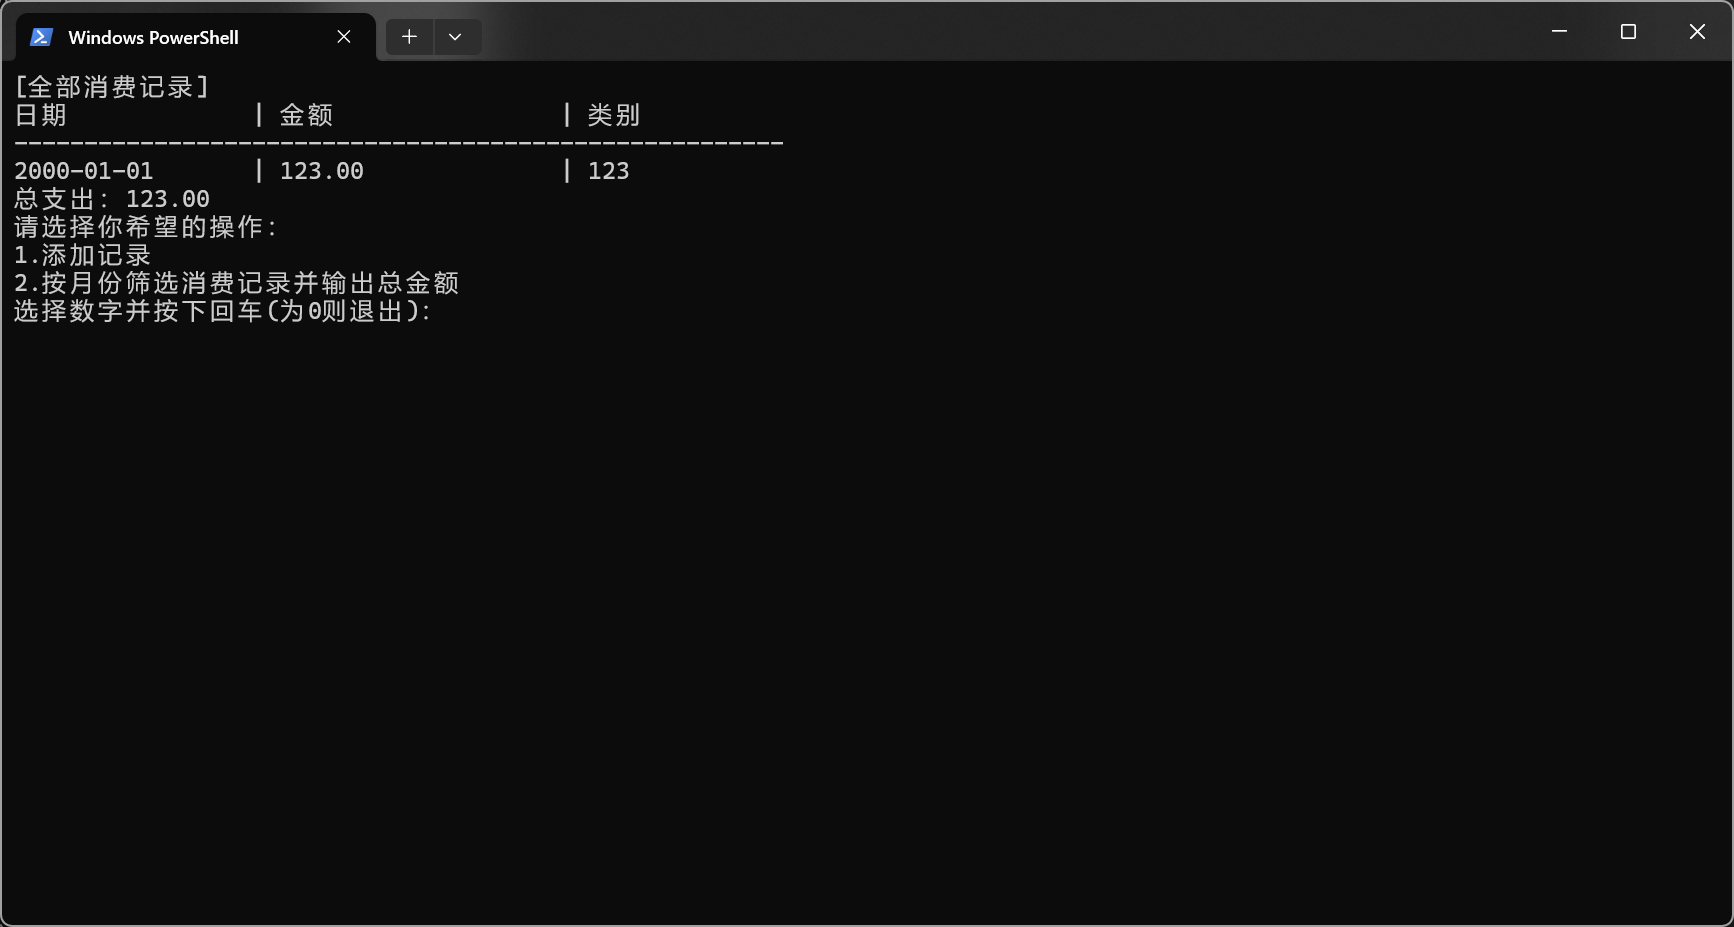 Windows PowerShell
[全部消费记录]
日期 | 金额 | 类别
-------------------------------------------------------
2000-01-01 | 123.00 | 123
总支出: 123.00
请选择你希望的操作:
1.添加记录
2.按月份筛选消费记录并输出总金额
选择数字并按下回车(为0则退出):